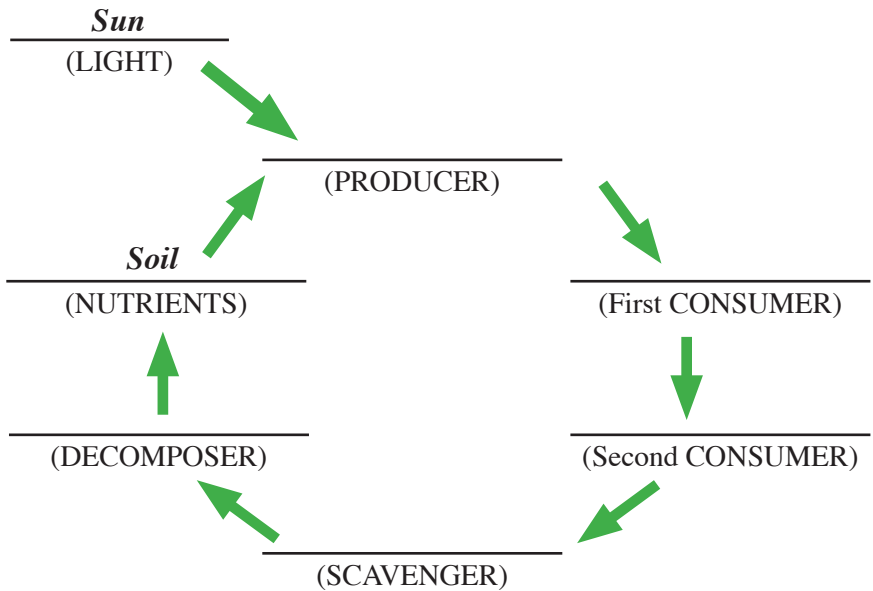 Sun
(LIGHT)
(PRODUCER)
Soil
(NUTRIENTS)
(First CONSUMER)
(DECOMPOSER)
(Second CONSUMER)
(SCAVENGER)